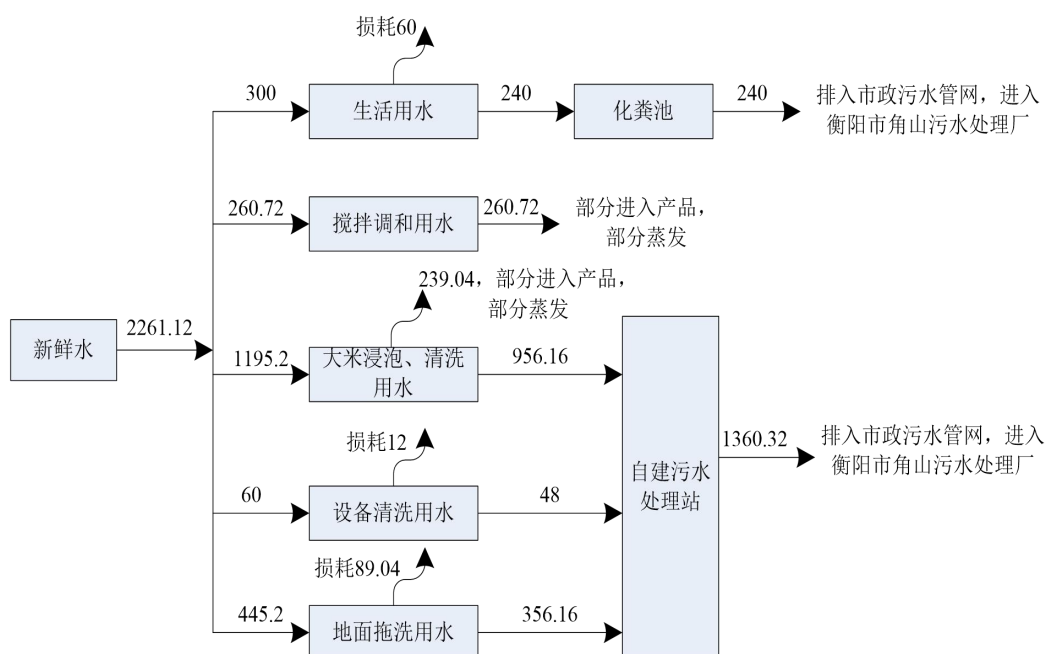 损耗60
300
生活用水
240
化粪池
240
排入市政污水管网，进入
衡阳市角山污水处理厂
260.72
搅拌调和用水
260.72
部分进入产品，
部分蒸发
239.04，部分进入产品，
部分蒸发
新鲜水
2261.12
1195.2
大米浸泡、清洗
用水
956.16
损耗12
60
设备清洗用水
48
自建污水
处理站
1360.32
排入市政污水管网，进入
衡阳市角山污水处理厂
损耗89.04
445.2
地面拖洗用水
356.16